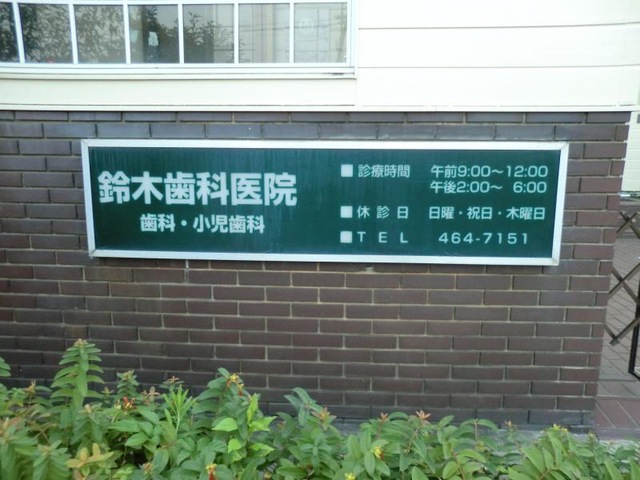 鈴木歯科医院
歯科・小児歯科
■診療時間 午前9:00〜12:00
午後2:00〜 6:00
■休診日 日曜・祝日・木曜日
■TEL 464-7151